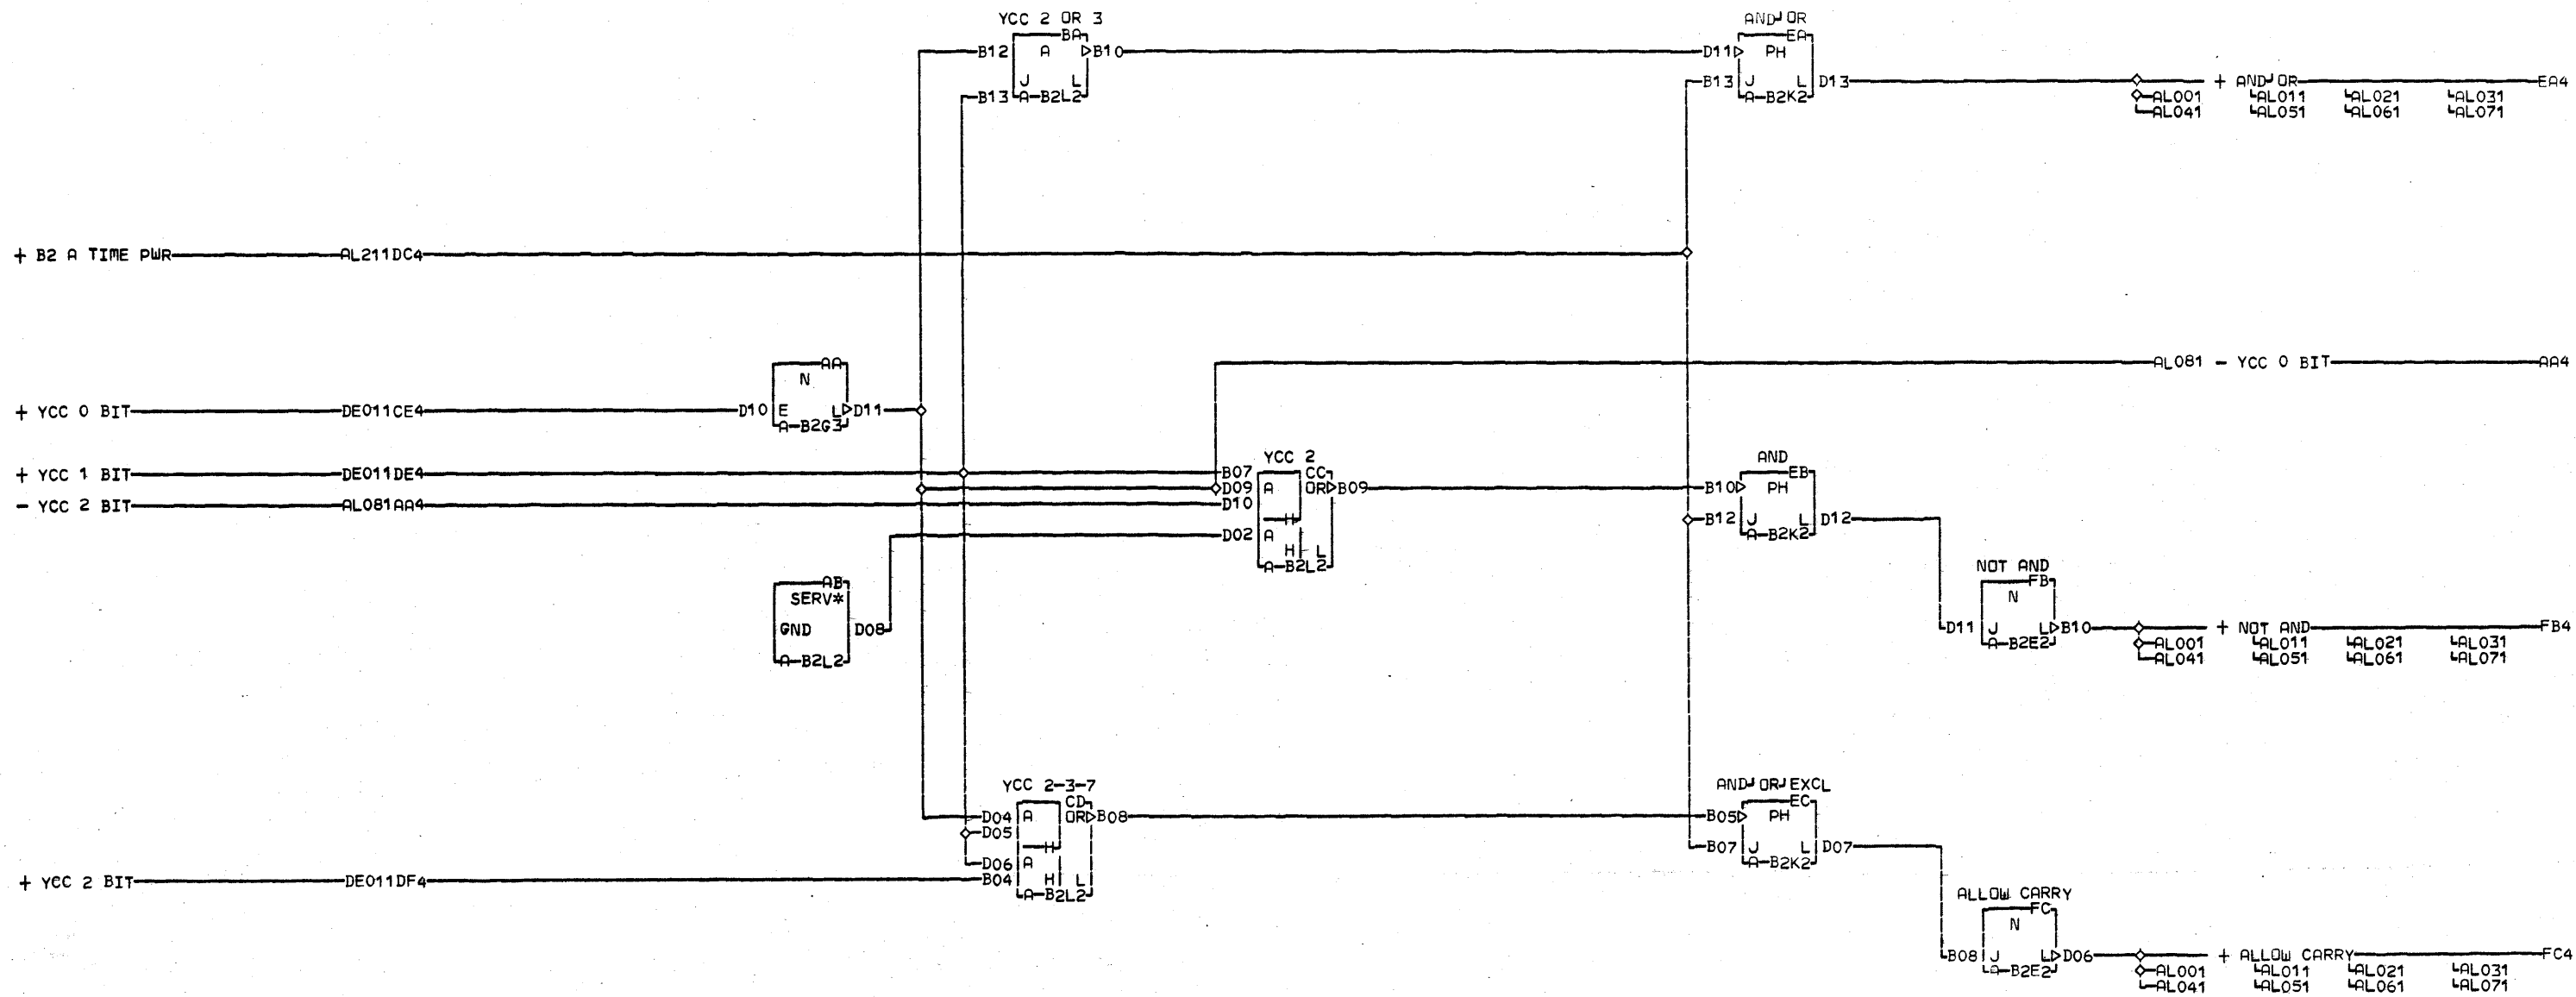 YCC 2 OR 3
BA
B12 A B10
J L
B13 A-B2L2
AND, OR
EA
D11 PH
B13 J L D13
A-B2K2
+ AND, OR EA4
AL001 AL011 AL021 AL031
AL041 AL051 AL061 AL071
+ B2 A TIME PWR AL211DC4
AL081 - YCC 0 BIT AA4
AA
N
+ YCC 0 BIT DE011CE4 D10 E L D11
A-B2G3
YCC 2
CC
+ YCC 1 BIT DE011DE4 B07
D09 A OR B09
- YCC 2 BIT AL081AA4 D10
H
D02 A
H L
A-B2L2
AND
EB
B10 PH
B12 J L D12
A-B2K2
AB
SERV*
GND D08
A-B2L2
NOT AND
FB
N
D11 J L B10
A-B2E2
+ NOT AND FB4
AL001 AL011 AL021 AL031
AL041 AL051 AL061 AL071
YCC 2-3-7
CD
D04 A OR B08
D05
H
D06 A
+ YCC 2 BIT DE011DF4 B04 H L
A-B2L2
AND, OR, EXCL
EC
B05 PH
B07 J L D07
A-B2K2
ALLOW CARRY
FC
N
B08 J L D06
A-B2E2
+ ALLOW CARRY FC4
AL001 AL011 AL021 AL031
AL041 AL051 AL061 AL071